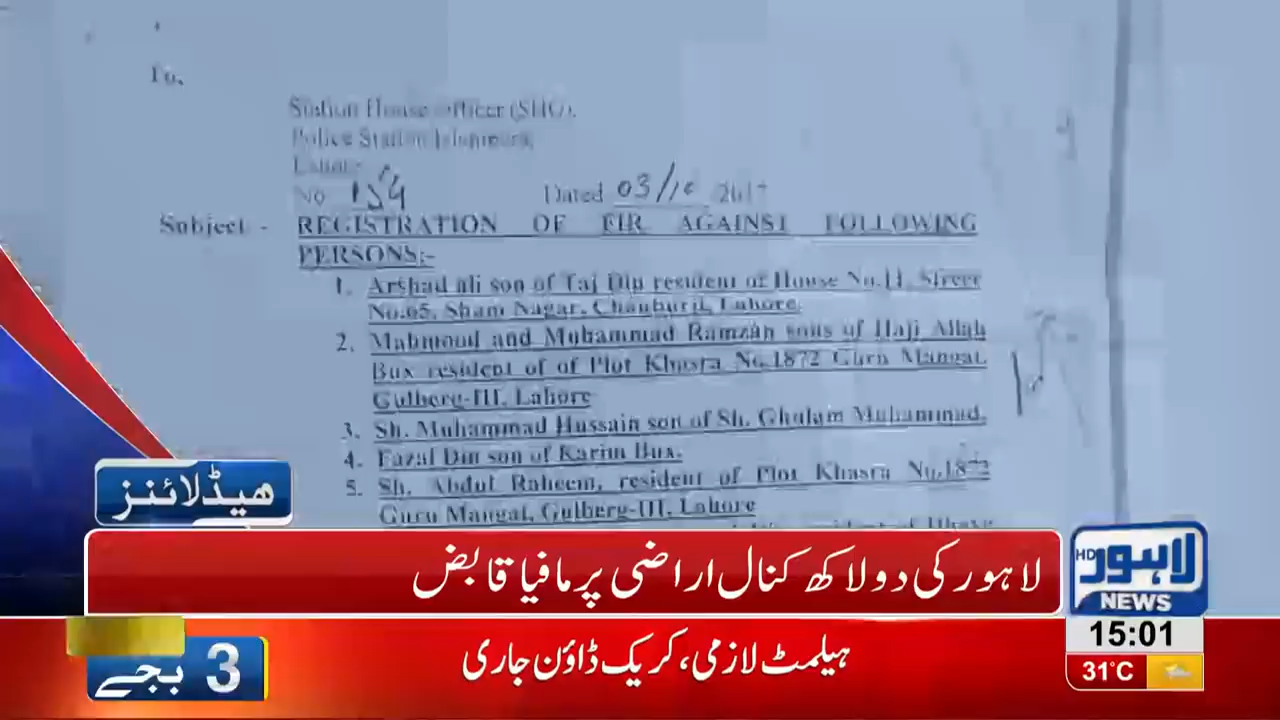 To,
Station House Officer (SHO),
Police Station Islampura,
Lahore
No 154 Dated 03/10 /2017
Subject:- REGISTRATION OF FIR AGAINST FOLLOWING
PERSONS:-
1. Arshad ali son of Taj Din resident of House No.11, Street
No.65, Sham Nagar, Chauburji, Lahore.
2. Mahmood and Muhammad Ramzan sons of Haji Allah
Bux resident of of Plot Khasra No.1872 Guru Mangat,
Gulberg-III, Lahore
3. Sh. Muhammad Hussain son of Sh. Ghulam Muhammad.
4. Fazal Din son of Karim Bux.
5. Sh. Abdul Raheem, resident of Plot Khasra No.1872
Guru Mangat, Gulberg-III, Lahore
ہیڈلائنز
لاہور کی دو لاکھ کنال اراضی پر مافیا قابض
HD لاہور
NEWS
15:01
31°C
3 بجے
ہیلمٹ لازمی، کریک ڈاؤن جاری